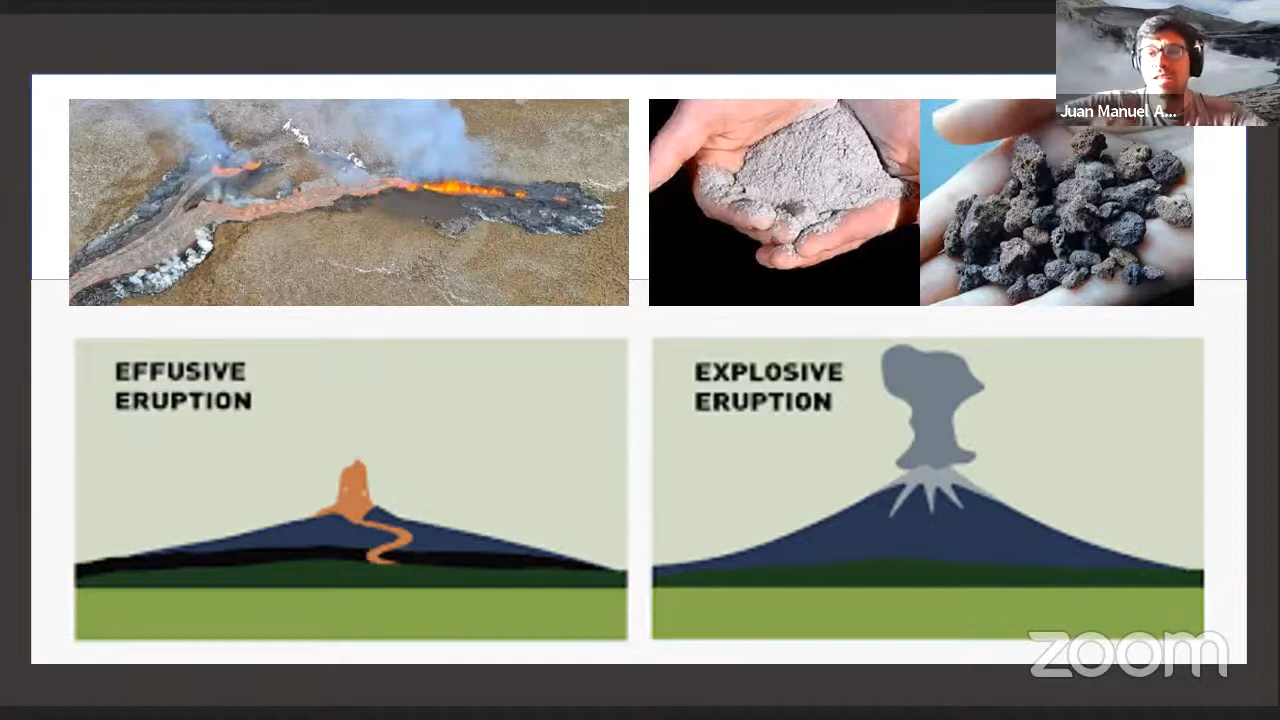 Juan Manuel A...
EFFUSIVE
ERUPTION
EXPLOSIVE
ERUPTION
zoom